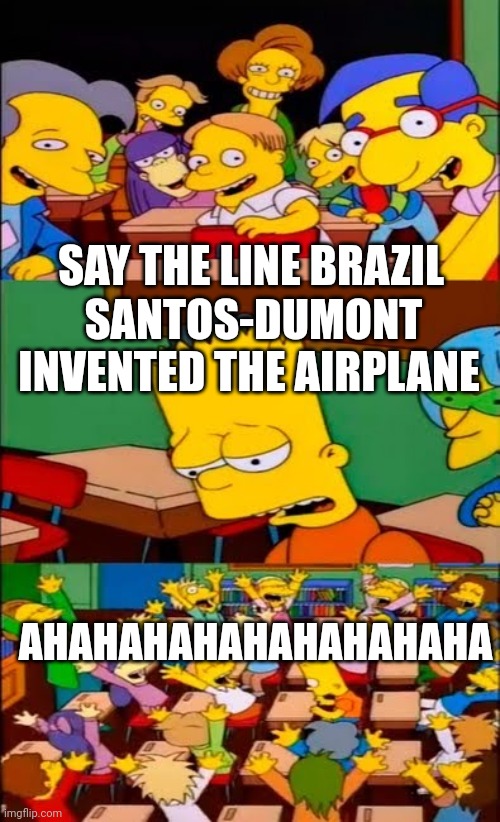 SAY THE LINE BRAZIL
SANTOS-DUMONT
INVENTED THE AIRPLANE
AHAHAHAHAHAHAHAHAHA
imgflip.com